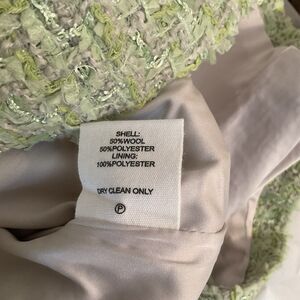 SHELL:
50%WOOL
50%POLYESTER
LINING:
100%POLYESTER
DRY CLEAN ONLY
P